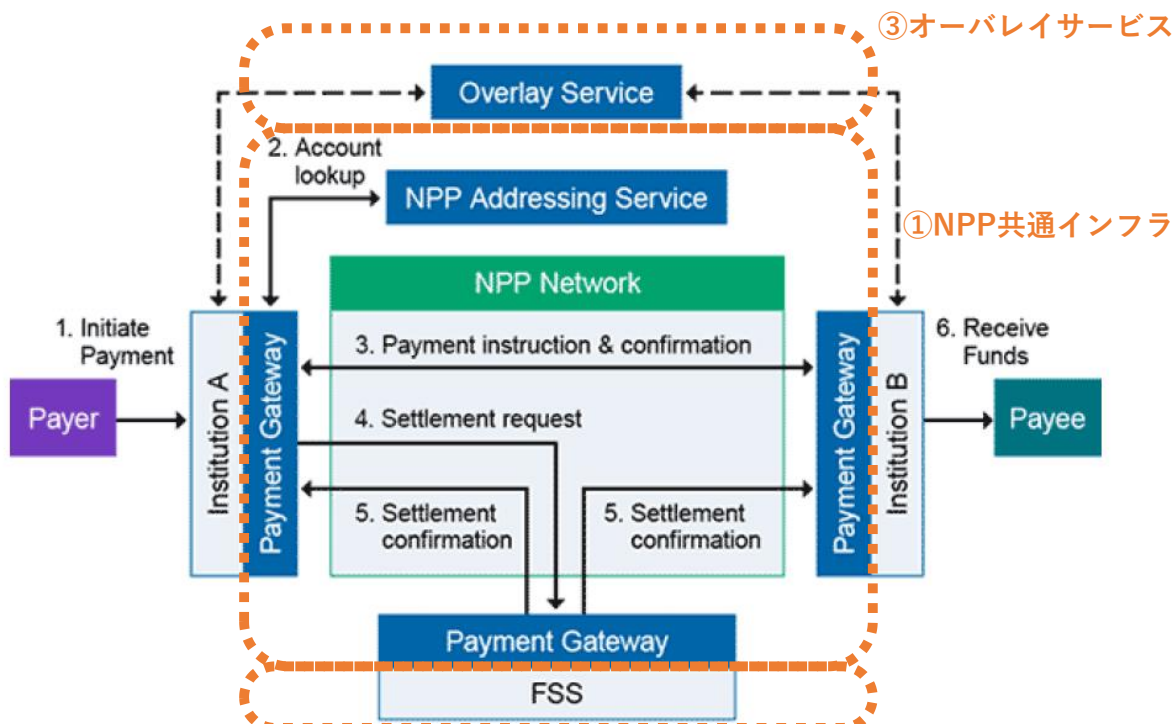 ③オーバレイサービス
Overlay Service
2. Account
lookup
NPP Addressing Service
①NPP共通インフラ
NPP Network
1. Initiate
Payment
Payer
Institution A
Payment Gateway
3. Payment instruction & confirmation
4. Settlement request
5. Settlement
confirmation
5. Settlement
confirmation
Payment Gateway
Institution B
6. Receive
Funds
Payee
Payment Gateway
FSS